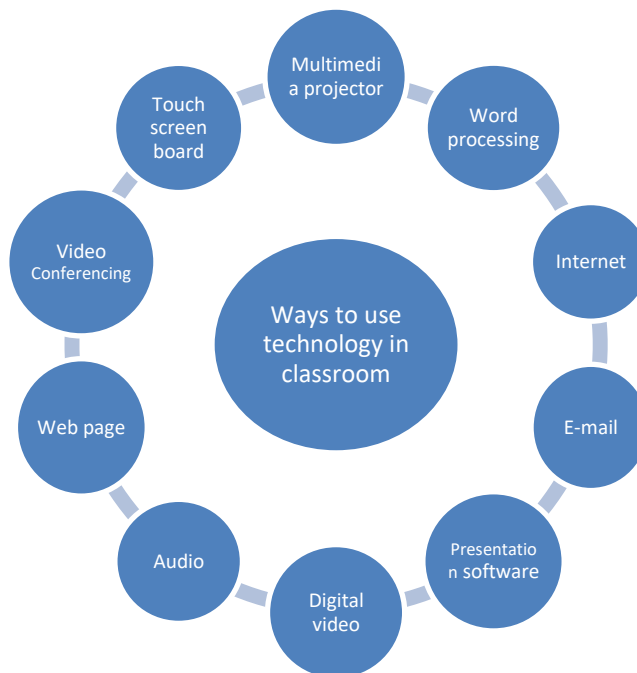 Multimedi
a projector
Word
processing
Internet
E-mail
Presentatio
n software
Digital
video
Audio
Web page
Video
Conferencing
Touch
screen
board
Ways to use
technology in
classroom